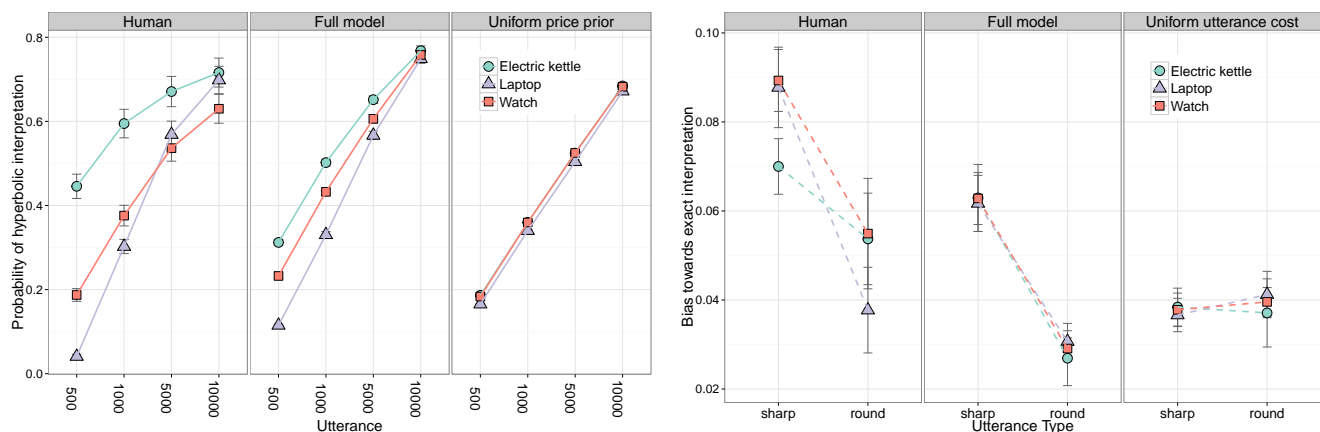 Human Full model Uniform price prior
Probability of hyperbolic interpretation
0.8
0.6
0.4
0.2
0.0
Electric kettle
Laptop
Watch
500 1000 5000 10000 500 1000 5000 10000 500 1000 5000 10000
Utterance
Human Full model Uniform utterance cost
Bias towards exact interpretation
0.10
0.08
0.06
0.04
0.02
Electric kettle
Laptop
Watch
sharp round sharp round sharp round
Utterance Type